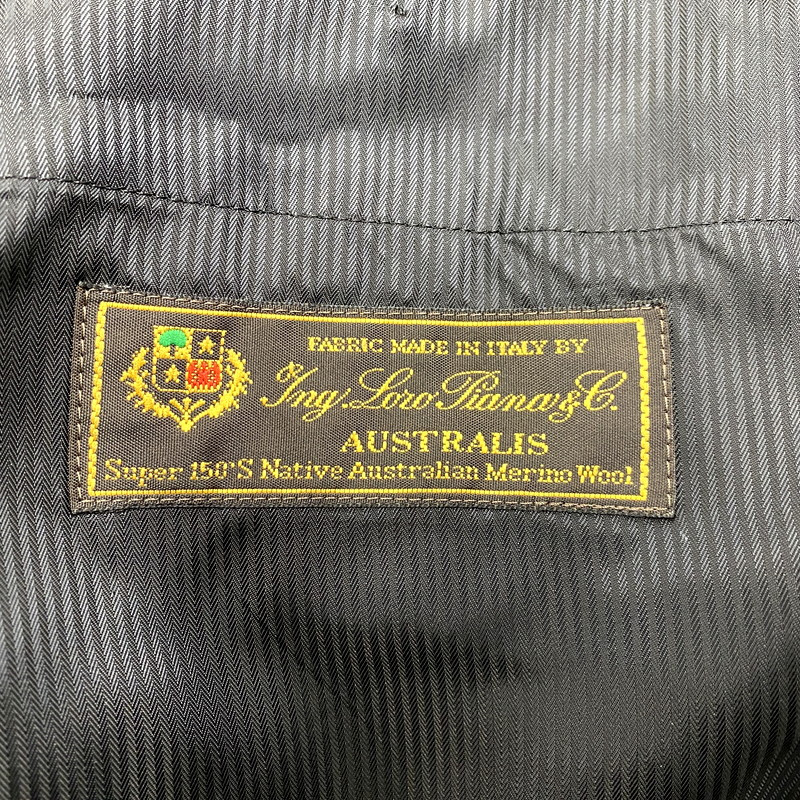 FABRIC MADE IN ITALY BY
Ing. Loro Piana & C.
AUSTRALIS
Super 150'S Native Australian Merino Wool